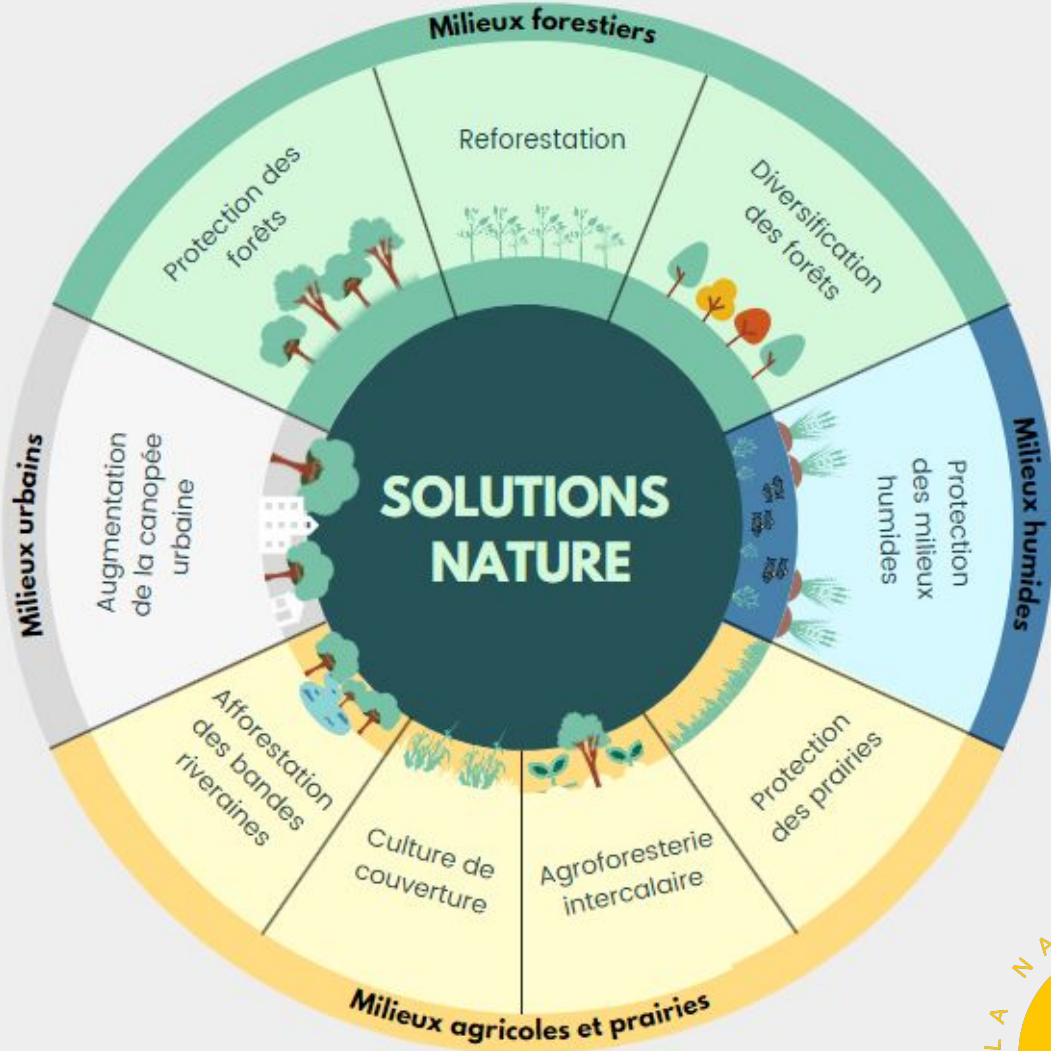 Milieux forestiers
Protection des
forêts
Reforestation
Diversification
des forêts
Milieux urbains
Augmentation
de la canopée
urbaine
SOLUTIONS
NATURE
Protection
des milieux
humides
Milieux humides
Afforestation
des bandes
riveraines
Culture de
couverture
Agroforesterie
intercalaire
Protection
des prairies
Milieux agricoles et prairies
LA NA